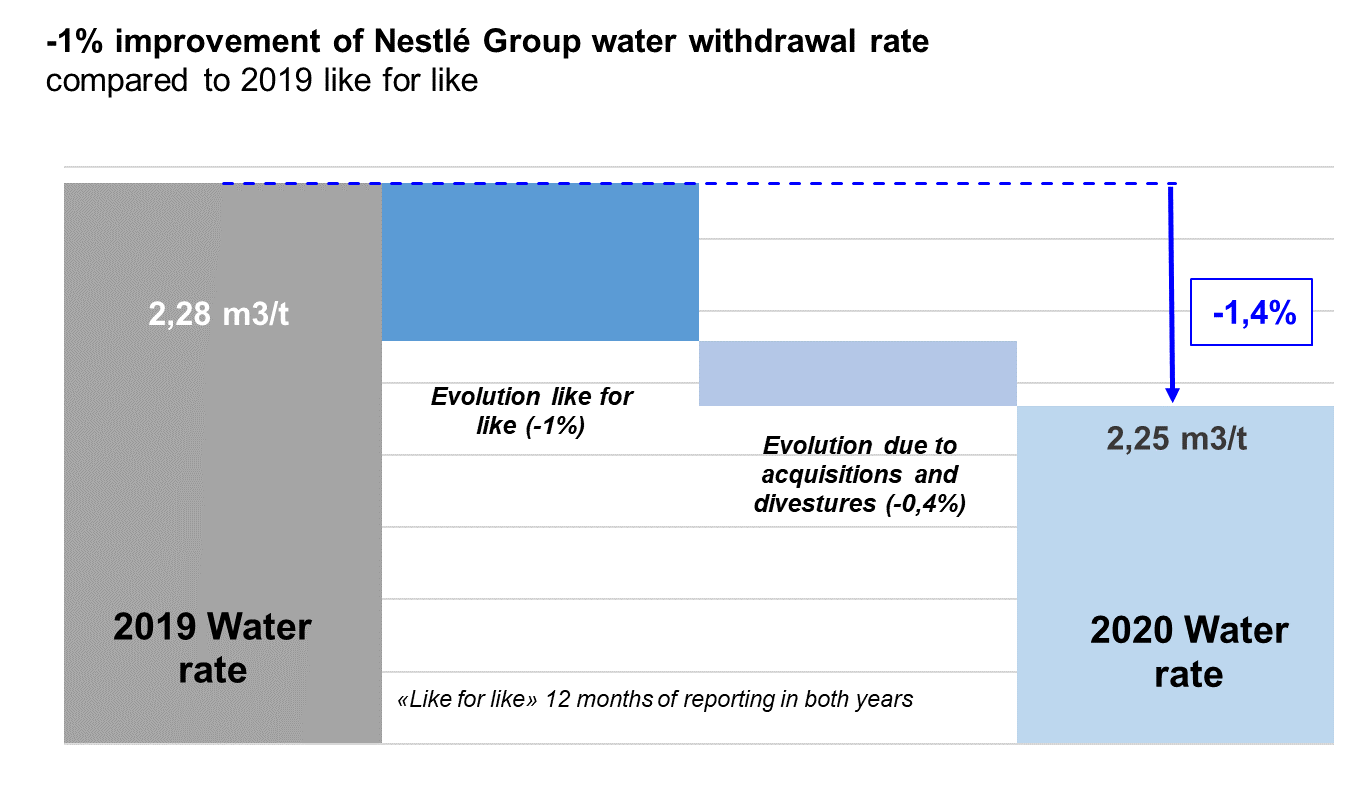 -1% improvement of Nestlé Group water withdrawal rate
compared to 2019 like for like
2,28 m3/t
-1,4%
Evolution like for
like (-1%)
2,25 m3/t
Evolution due to
acquisitions and
divestures (-0,4%)
2019 Water
rate
2020 Water
rate
«Like for like» 12 months of reporting in both years